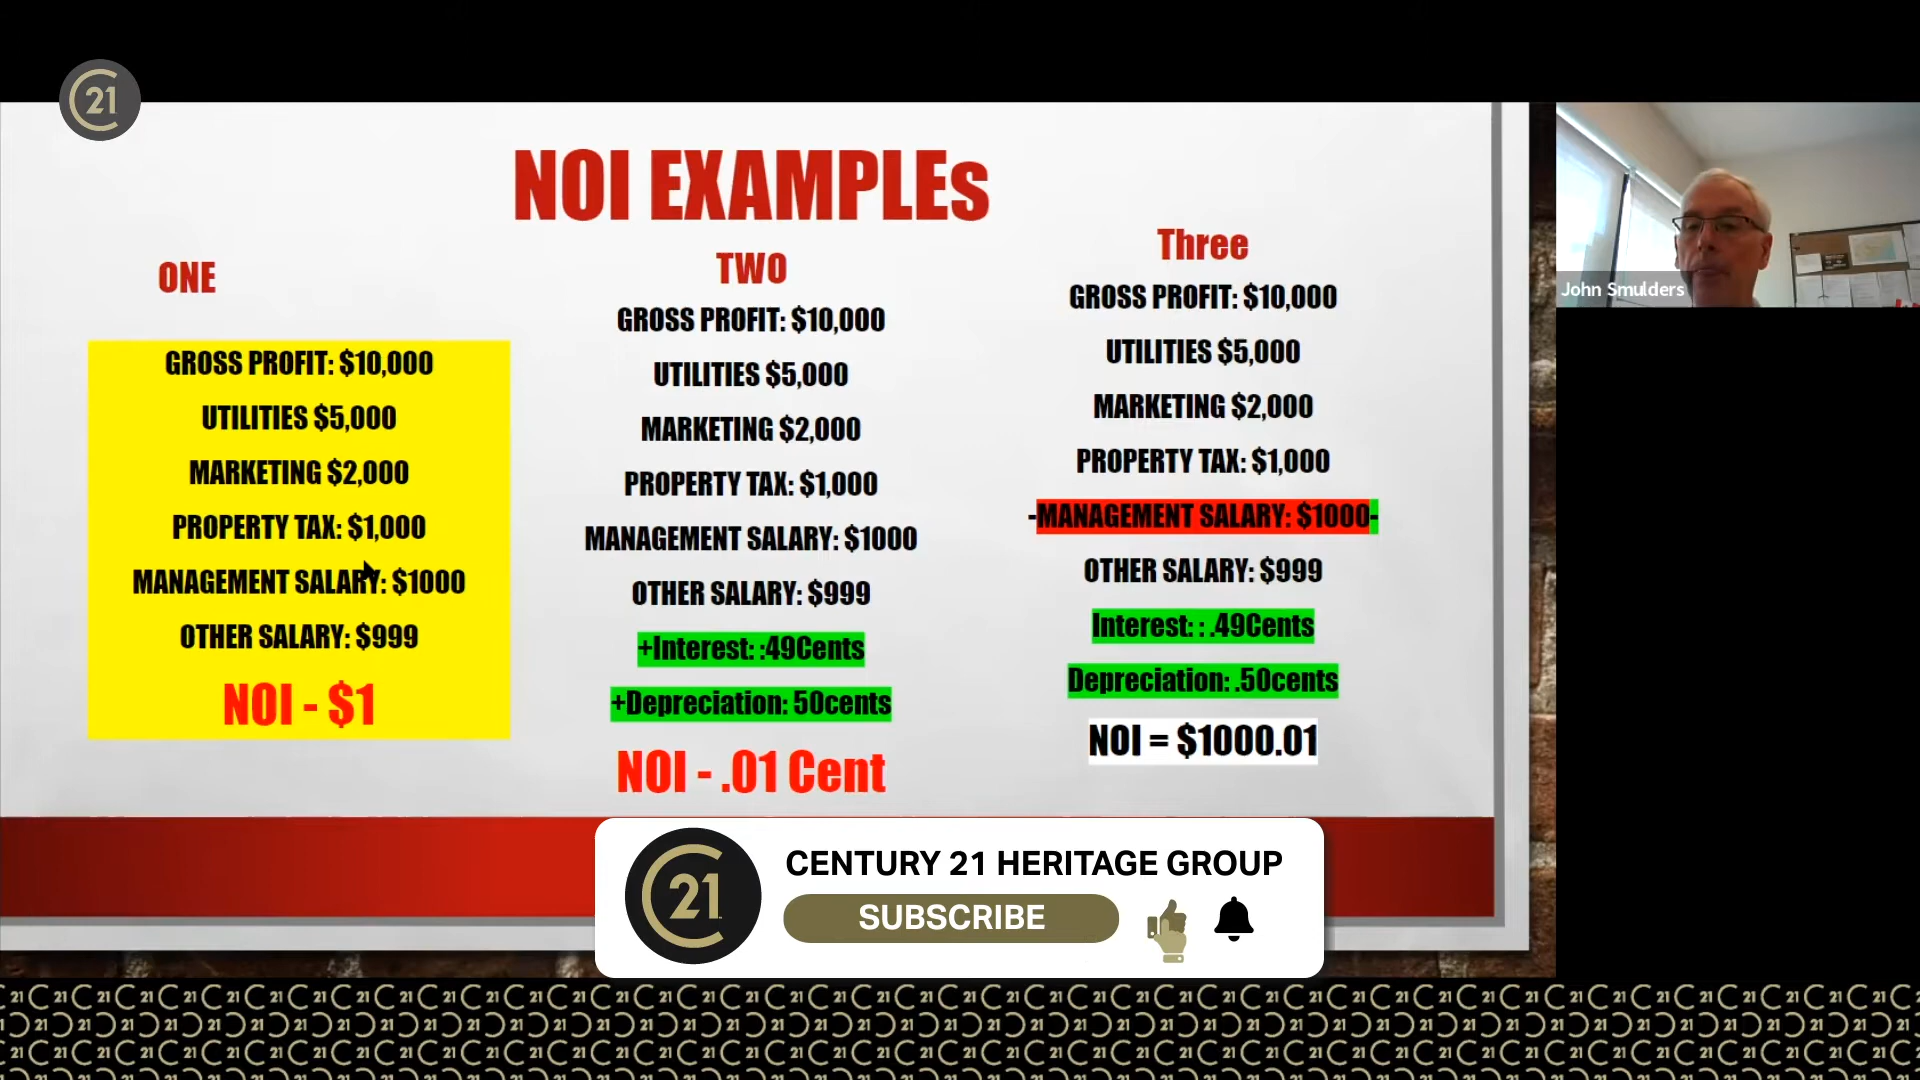 C21
NOI EXAMPLEs
ONE
GROSS PROFIT: $10,000
UTILITIES $5,000
MARKETING $2,000
PROPERTY TAX: $1,000
MANAGEMENT SALARY: $1000
OTHER SALARY: $999
NOI - $1
TWO
GROSS PROFIT: $10,000
UTILITIES $5,000
MARKETING $2,000
PROPERTY TAX: $1,000
MANAGEMENT SALARY: $1000
OTHER SALARY: $999
+Interest: :49Cents
+Depreciation: 50cents
NOI - .01 Cent
Three
GROSS PROFIT: $10,000
UTILITIES $5,000
MARKETING $2,000
PROPERTY TAX: $1,000
-MANAGEMENT SALARY: $1000-
OTHER SALARY: $999
Interest: : .49Cents
Depreciation: .50cents
NOI = $1000.01
John Smulders
C21
CENTURY 21 HERITAGE GROUP
SUBSCRIBE